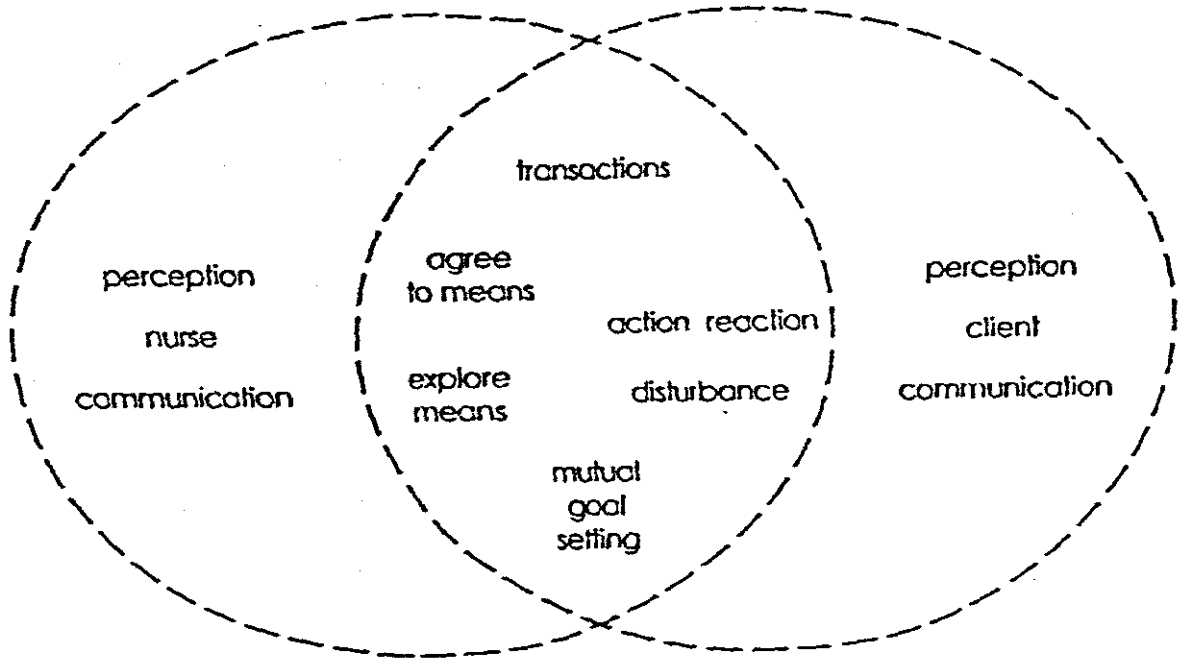 perception
nurse
communication
transactions
agree
to means
explore
means
action reaction
disturbance
mutual
goal
setting
perception
client
communication